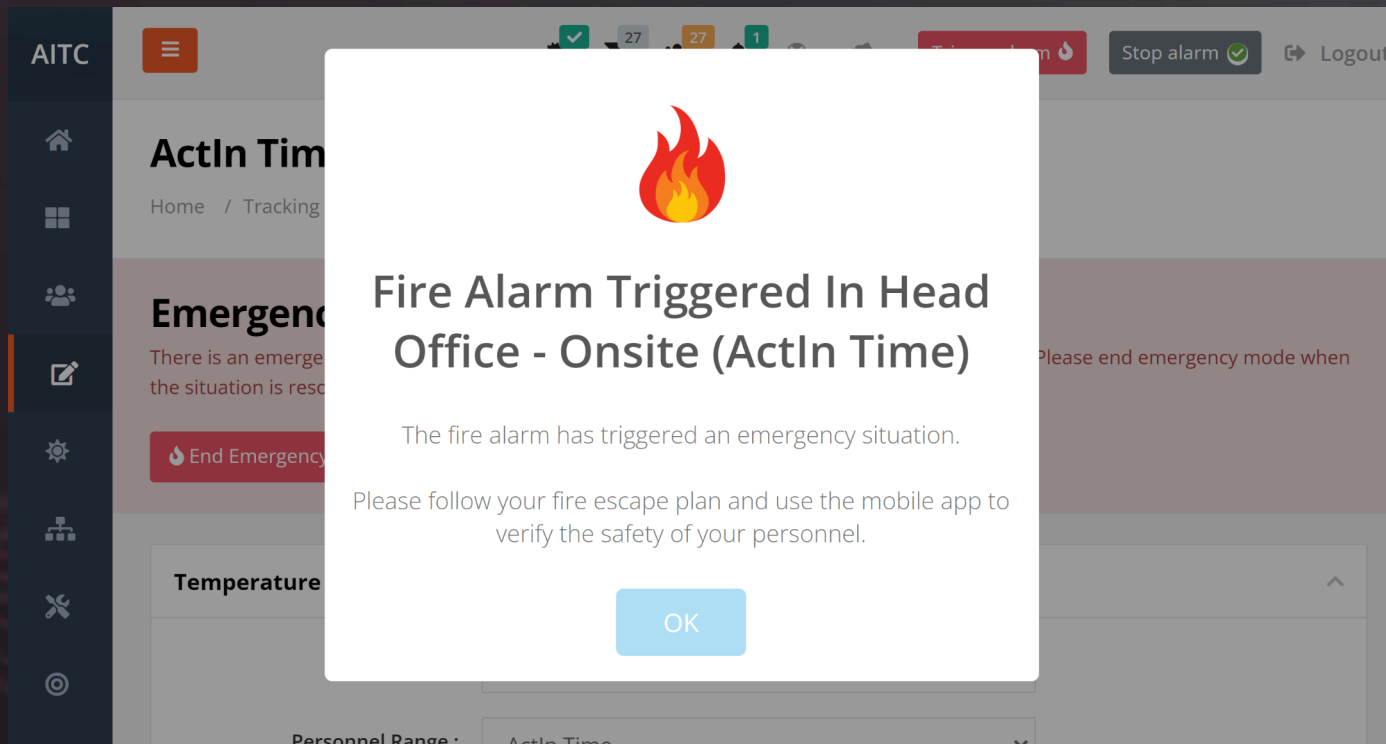 AITC
27
27
1
Stop alarm
Logout
ActIn Tim
Home / Tracking
Fire Alarm Triggered In Head
Office - Onsite (ActIn Time)
Emergenc
There is an emerge
Please end emergency mode when
the situation is reso
The fire alarm has triggered an emergency situation.
End Emergency
Please follow your fire escape plan and use the mobile app to
verify the safety of your personnel.
Temperature
OK
Personnel Range :
ActIn Time